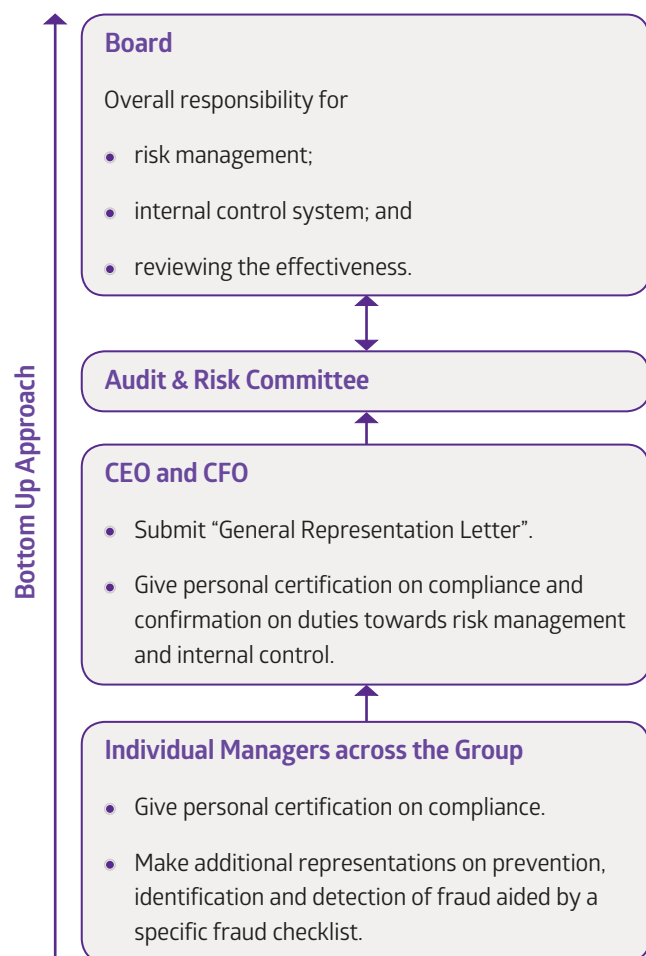 Board
Overall responsibility for
• risk management;
• internal control system; and
• reviewing the effectiveness.
Audit & Risk Committee
CEO and CFO
• Submit “General Representation Letter”.
• Give personal certification on compliance and
confirmation on duties towards risk management
and internal control.
Individual Managers across the Group
• Give personal certification on compliance.
• Make additional representations on prevention,
identification and detection of fraud aided by a
specific fraud checklist.
Bottom Up Approach